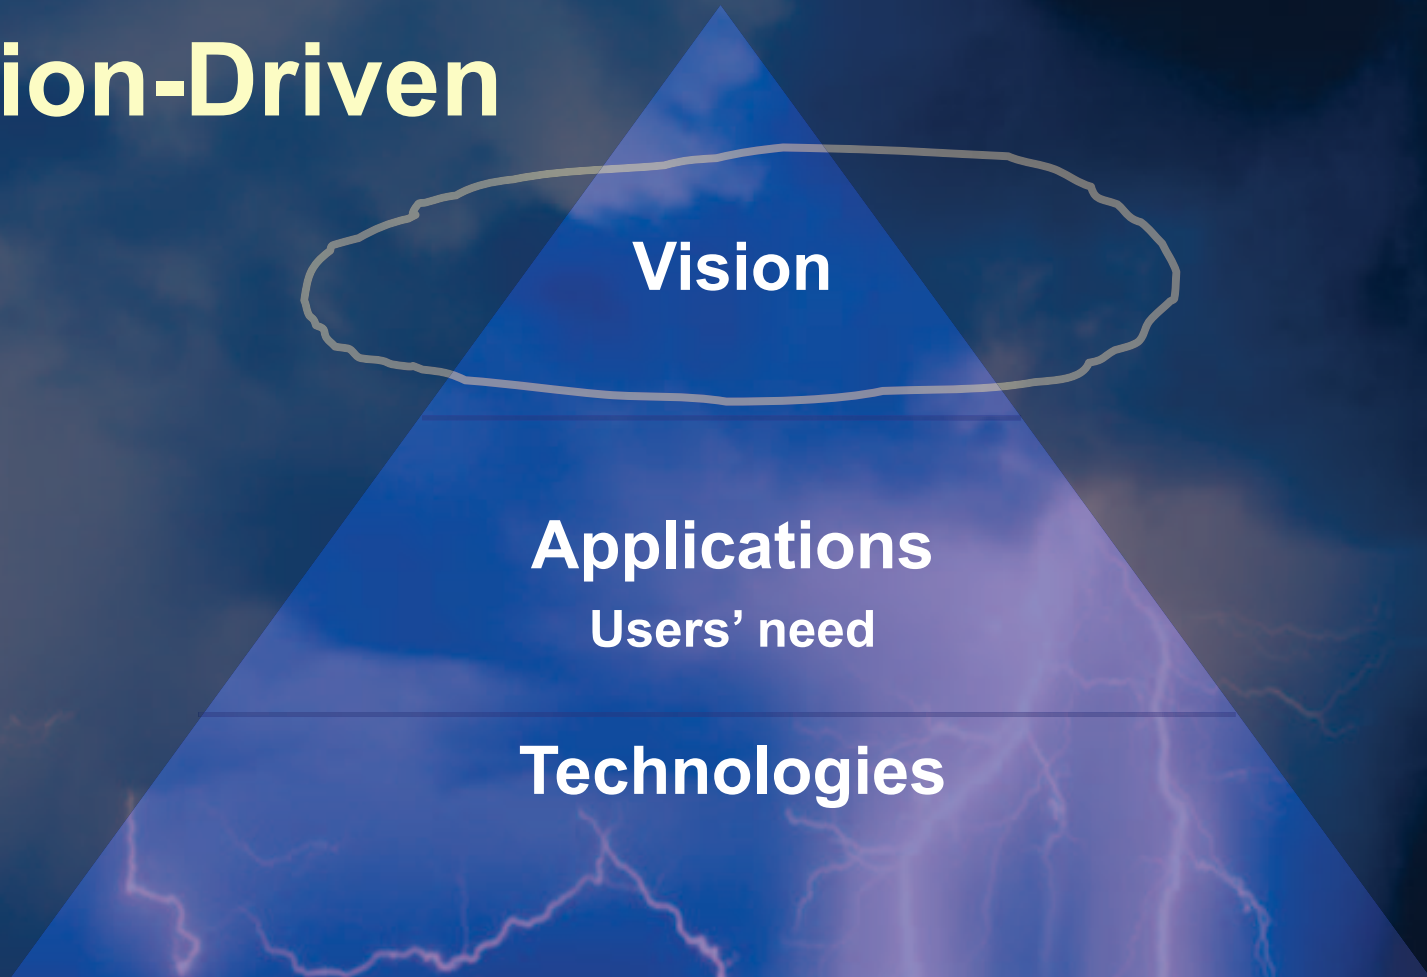 ion-Driven
Vision
Applications
Users’ need
Technologies